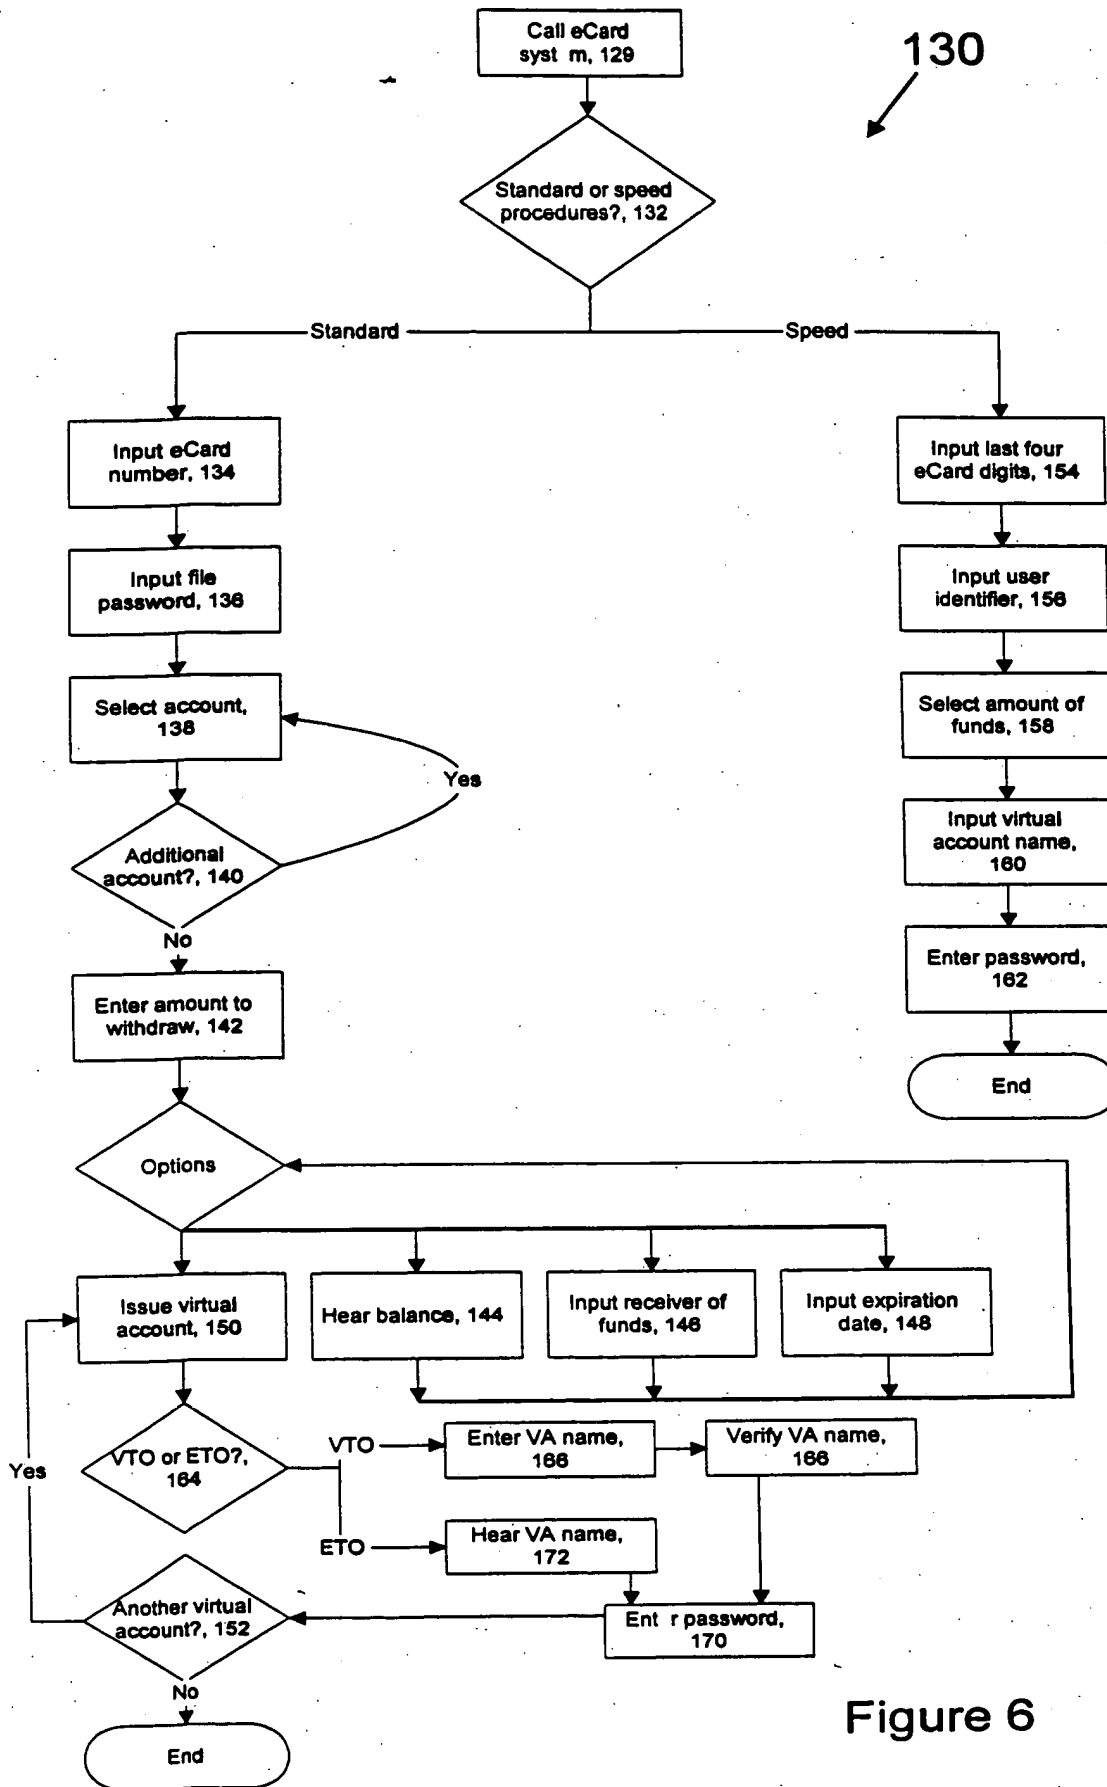 Call eCard
syst m, 129
130
Standard or speed
procedures?, 132
Standard
Speed
Input eCard
number, 134
Input last four
eCard digits, 154
Input file
password, 136
Input user
identifier, 156
Select account,
138
Select amount of
funds, 158
Yes
Additional
account?, 140
Input virtual
account name,
160
No
Enter amount to
withdraw, 142
Enter password,
162
End
Options
Issue virtual
account, 150
Hear balance, 144
Input receiver of
funds, 146
Input expiration
date, 148
Yes
VTO or ETO?,
164
VTO
Enter VA name,
166
Verify VA name,
166
ETO
Hear VA name,
172
Another virtual
account?, 152
Ent r password,
170
No
End
Figure 6